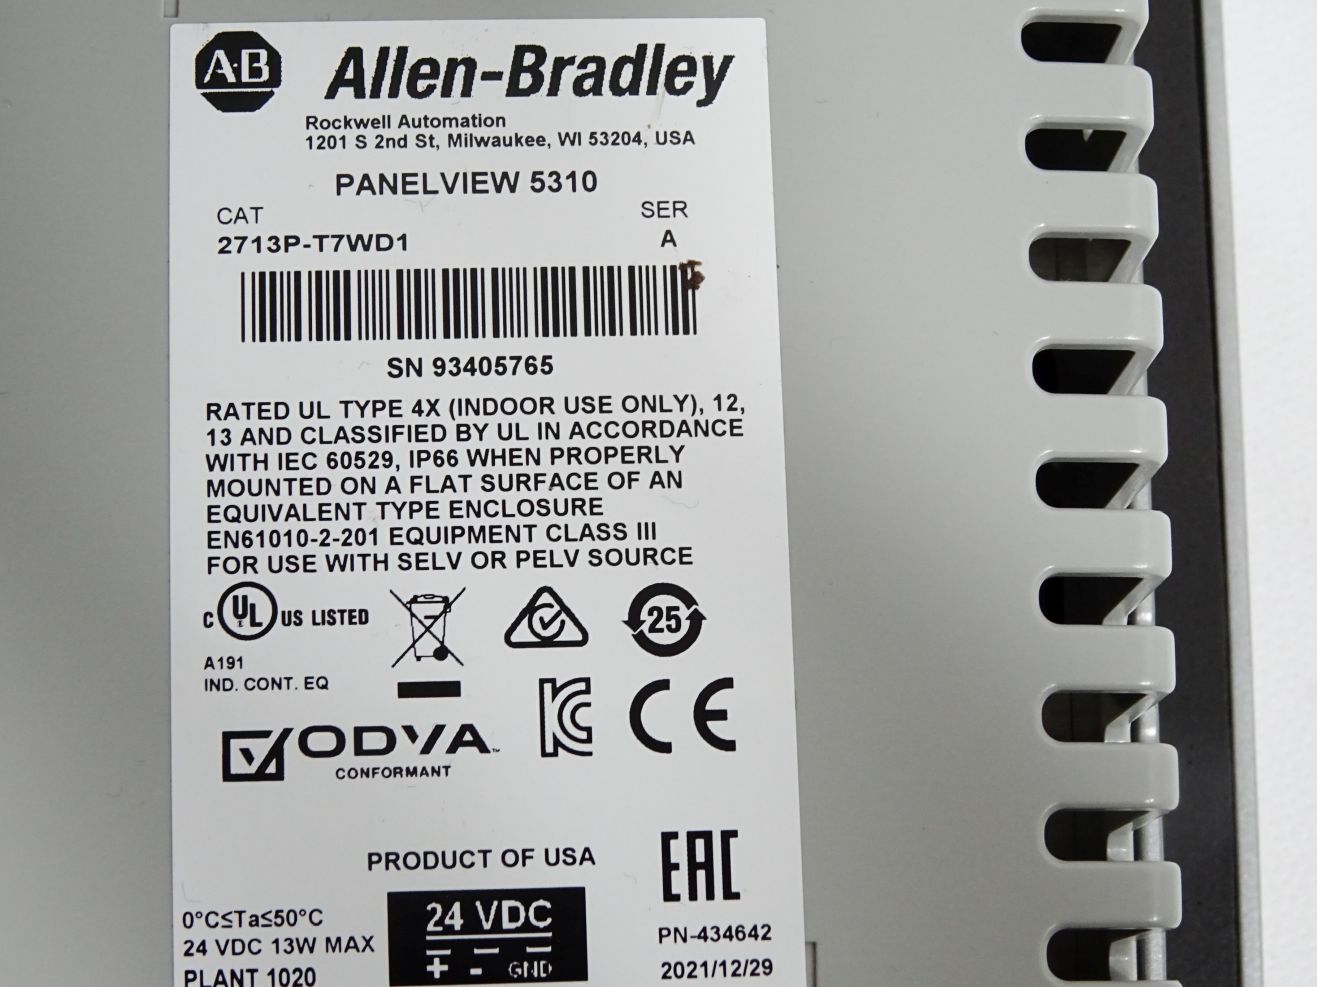 A·B Allen-Bradley
Rockwell Automation
1201 S 2nd St, Milwaukee, WI 53204, USA
PANELVIEW 5310
CAT SER
2713P-T7WD1 A
SN 93405765
RATED UL TYPE 4X (INDOOR USE ONLY), 12,
13 AND CLASSIFIED BY UL IN ACCORDANCE
WITH IEC 60529, IP66 WHEN PROPERLY
MOUNTED ON A FLAT SURFACE OF AN
EQUIVALENT TYPE ENCLOSURE
EN61010-2-201 EQUIPMENT CLASS III
FOR USE WITH SELV OR PELV SOURCE
C UL US LISTED 25
A191
IND. CONT. EQ
ODVA™ KC CE
CONFORMANT
PRODUCT OF USA EAC
0°C≤Ta≤50°C 24 VDC
24 VDC 13W MAX PN-434642
PLANT 1020 + - GND 2021/12/29